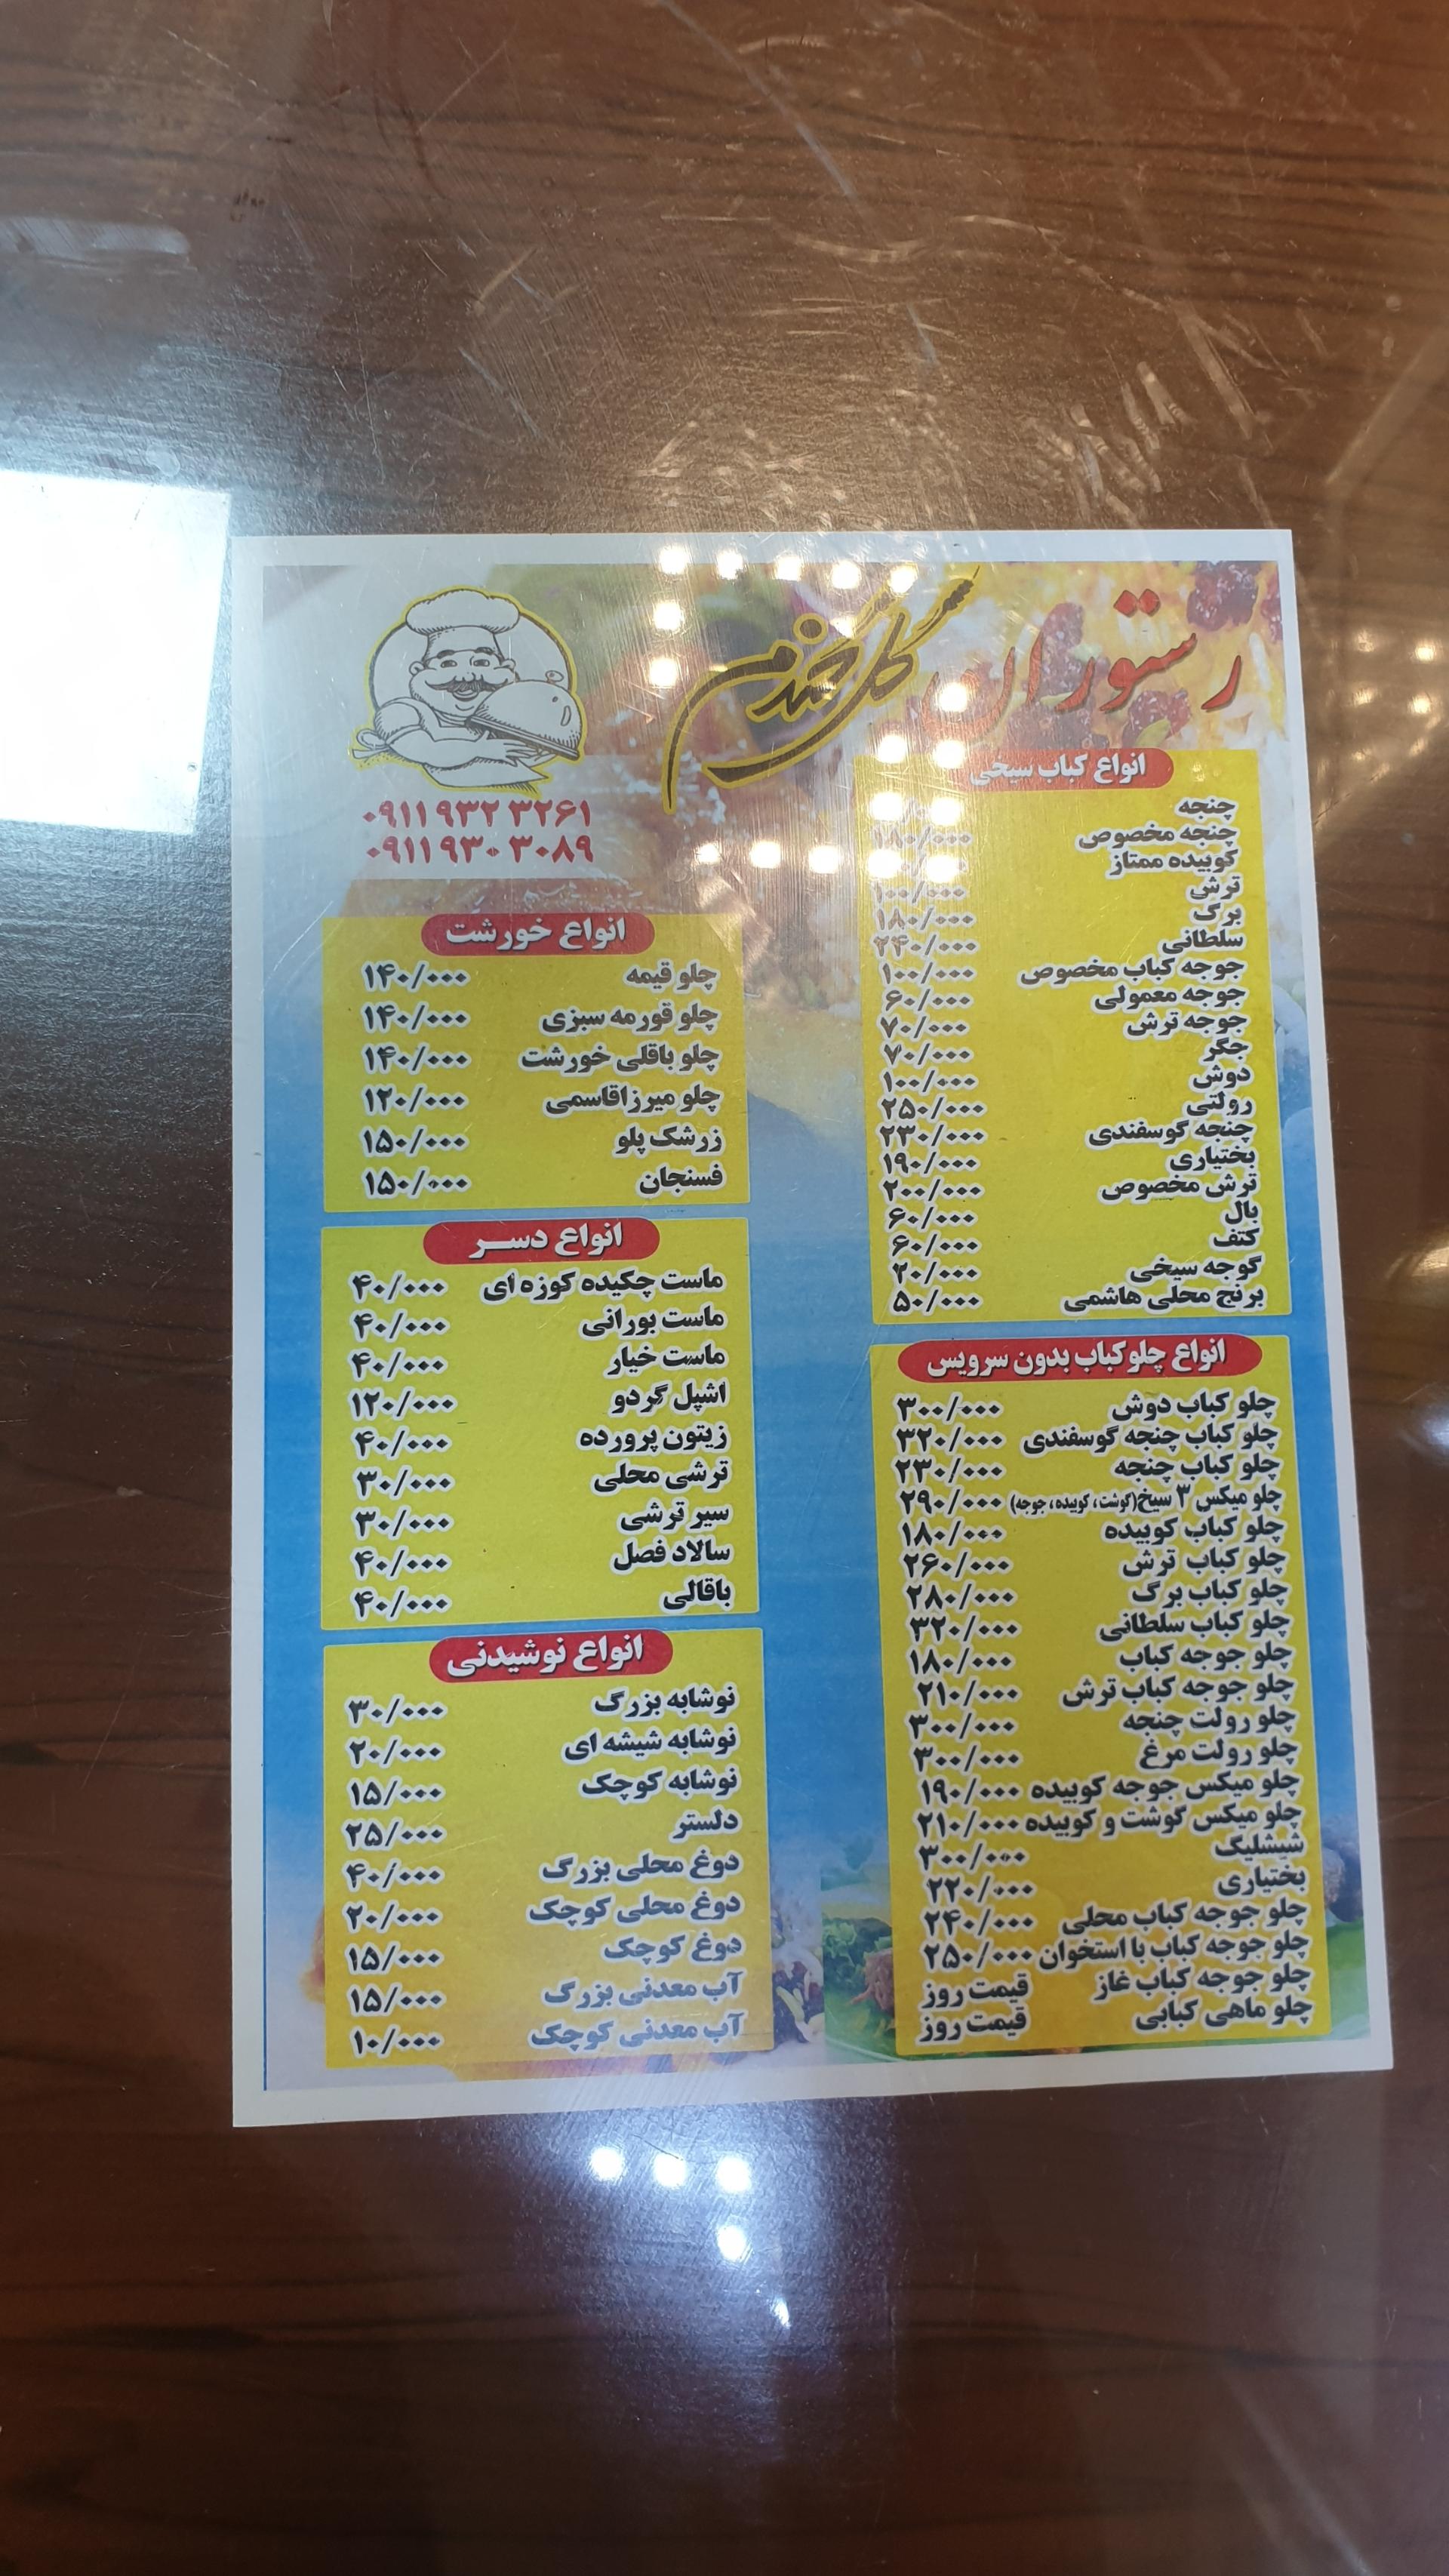 رستوران گل گندم
۰۹۱۱ ۹۳۲ ۳۲۶۱
۰۹۱۱ ۹۳۰ ۳۰۸۹
انواع کباب سیخی
چنجه
چنجه مخصوص ۱۸۰/۰۰۰
کوبیده ممتاز
ترش ۱۰۰/۰۰۰
برگ ۱۸۰/۰۰۰
سلطانی ۲۴۰/۰۰۰
جوجه کباب مخصوص ۱۰۰/۰۰۰
جوجه معمولی ۶۰/۰۰۰
جوجه ترش ۷۰/۰۰۰
جگر ۷۰/۰۰۰
دوش ۱۰۰/۰۰۰
رولتی ۲۵۰/۰۰۰
چنجه گوسفندی ۲۳۰/۰۰۰
بختیاری ۱۹۰/۰۰۰
ترش مخصوص ۲۰۰/۰۰۰
بال ۶۰/۰۰۰
کتف ۶۰/۰۰۰
گوجه سیخی ۲۰/۰۰۰
برنج محلی هاشمی ۵۰/۰۰۰
انواع چلوکباب بدون سرویس
چلو کباب دوش ۳۰۰/۰۰۰
چلو کباب چنجه گوسفندی ۳۲۰/۰۰۰
چلو کباب چنجه ۲۳۰/۰۰۰
چلو میکس ۳ سیخ(گوشت، کوبیده، جوجه) ۲۹۰/۰۰۰
چلو کباب کوبیده ۱۸۰/۰۰۰
چلو کباب ترش ۲۶۰/۰۰۰
چلو کباب برگ ۲۸۰/۰۰۰
چلو کباب سلطانی ۳۲۰/۰۰۰
چلو جوجه کباب ۱۸۰/۰۰۰
چلو جوجه کباب ترش ۲۱۰/۰۰۰
چلو رولت چنجه ۳۰۰/۰۰۰
چلو رولت مرغ ۳۰۰/۰۰۰
چلو میکس جوجه کوبیده ۱۹۰/۰۰۰
چلو میکس گوشت و کوبیده ۲۱۰/۰۰۰
شیشلیک ۳۰۰/۰۰۰
بختیاری ۲۲۰/۰۰۰
چلو جوجه کباب محلی ۲۴۰/۰۰۰
چلو جوجه کباب با استخوان ۲۵۰/۰۰۰
چلو جوجه کباب غاز قیمت روز
چلو ماهی کبابی قیمت روز
انواع خورشت
چلو قیمه ۱۴۰/۰۰۰
چلو قورمه سبزی ۱۴۰/۰۰۰
چلو باقلی خورشت ۱۴۰/۰۰۰
چلو میرزاقاسمی ۱۲۰/۰۰۰
زرشک پلو ۱۵۰/۰۰۰
فسنجان ۱۵۰/۰۰۰
انواع دسر
ماست چکیده کوزه ای ۴۰/۰۰۰
ماست بورانی ۴۰/۰۰۰
ماست خیار ۴۰/۰۰۰
اشپل گردو ۱۲۰/۰۰۰
زیتون پرورده ۴۰/۰۰۰
ترشی محلی ۳۰/۰۰۰
سیر ترشی ۳۰/۰۰۰
سالاد فصل ۴۰/۰۰۰
باقالی ۴۰/۰۰۰
انواع نوشیدنی
نوشابه بزرگ ۳۰/۰۰۰
نوشابه شیشه ای ۲۰/۰۰۰
نوشابه کوچک ۱۵/۰۰۰
دلستر ۲۵/۰۰۰
دوغ محلی بزرگ ۴۰/۰۰۰
دوغ محلی کوچک ۲۰/۰۰۰
دوغ کوچک ۱۵/۰۰۰
آب معدنی بزرگ ۱۵/۰۰۰
آب معدنی کوچک ۱۰/۰۰۰